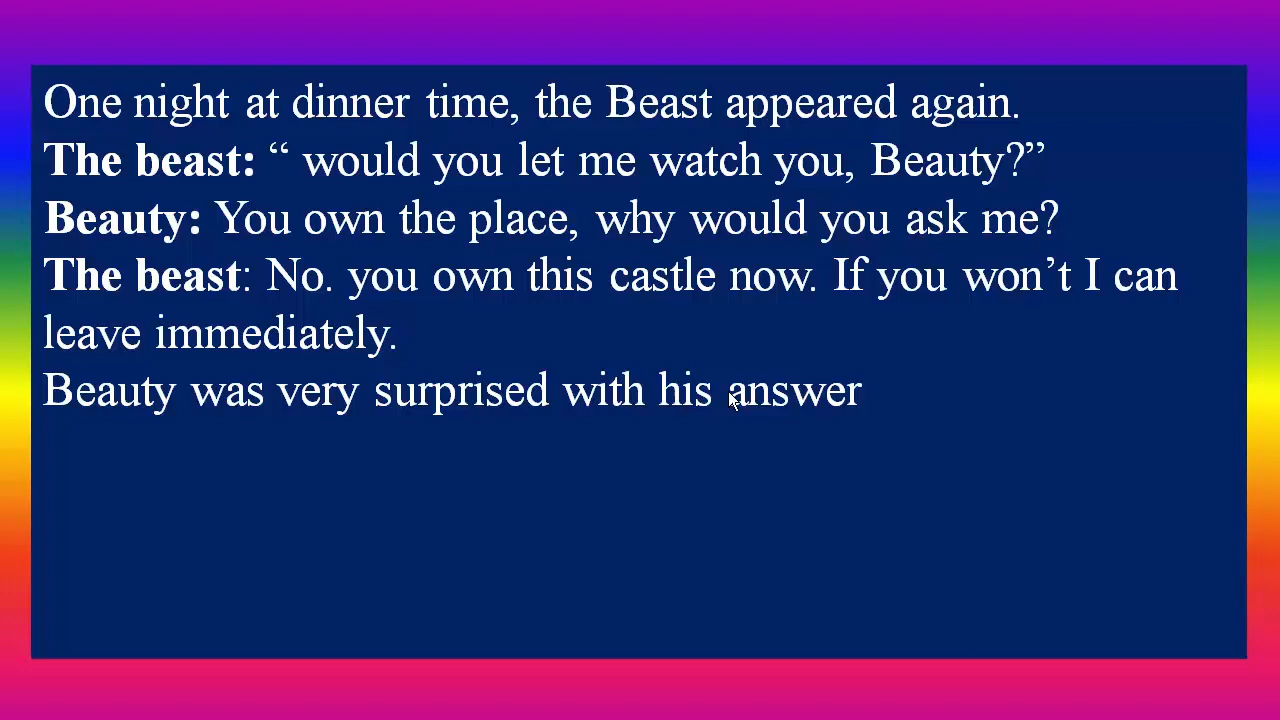 One night at dinner time, the Beast appeared again.
The beast: “ would you let me watch you, Beauty?”
Beauty: You own the place, why would you ask me?
The beast: No. you own this castle now. If you won’t I can
leave immediately.
Beauty was very surprised with his answer